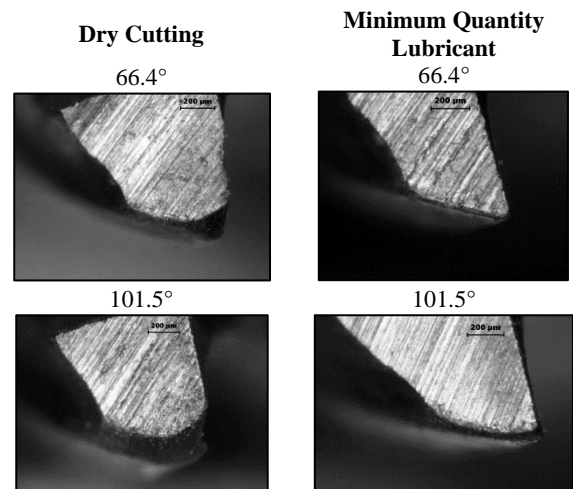 Dry Cutting
Minimum Quantity
Lubricant
66.4°
66.4°
200 µm
200 µm
101.5°
101.5°
200 µm
200 µm